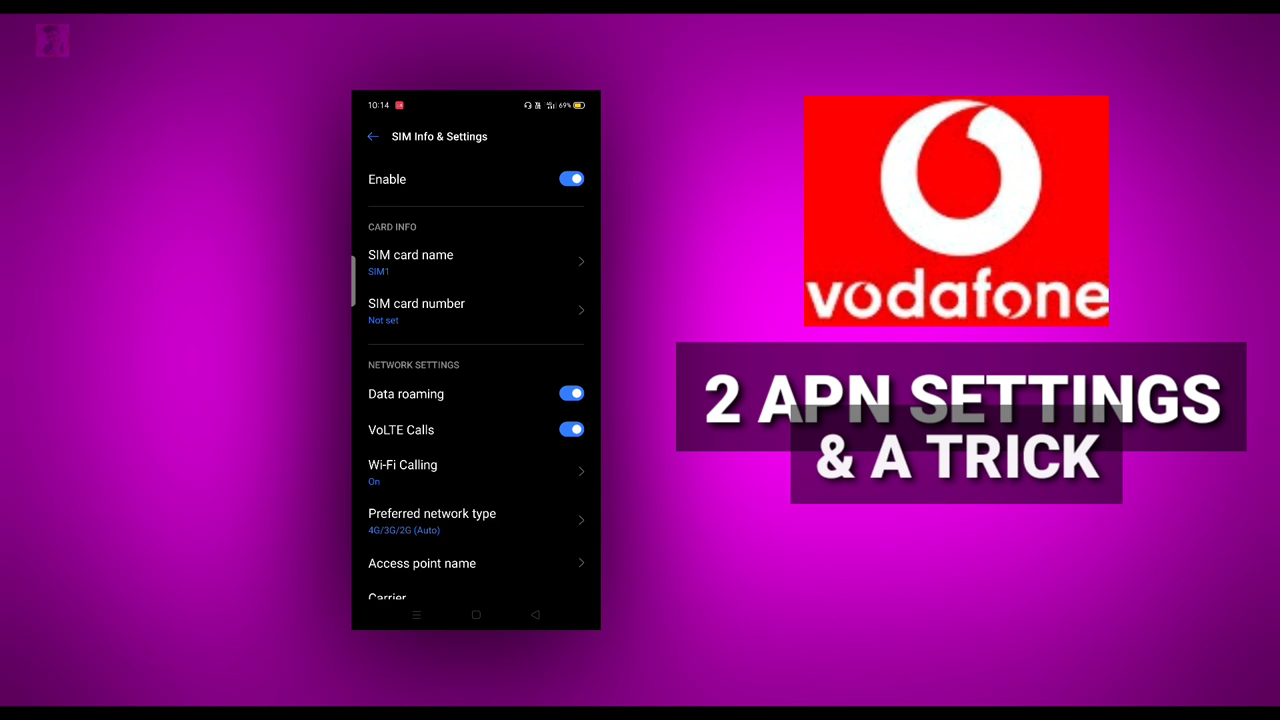 10:14
69%
SIM Info & Settings
Enable
CARD INFO
SIM card name
SIM1
SIM card number
Not set
NETWORK SETTINGS
Data roaming
VoLTE Calls
Wi-Fi Calling
On
Preferred network type
4G/3G/2G (Auto)
Access point name
Carrier
vodafone
2 APN SETTINGS
& A TRICK